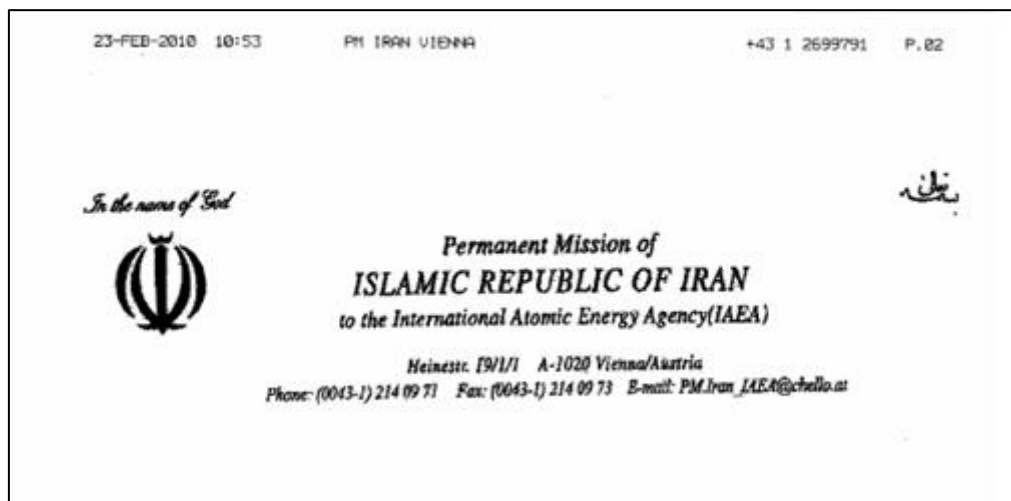 23-FEB-2010 10:53 PM IRAN VIENNA +43 1 2699791 P.02
In the name of God
بسمه تعالی
Permanent Mission of
ISLAMIC REPUBLIC OF IRAN
to the International Atomic Energy Agency(IAEA)
Heinestr. 19/1/1 A-1020 Vienna/Austria
Phone: (0043-1) 214 09 71 Fax: (0043-1) 214 09 73 E-mail: PM.Iran_IAEA@chello.at